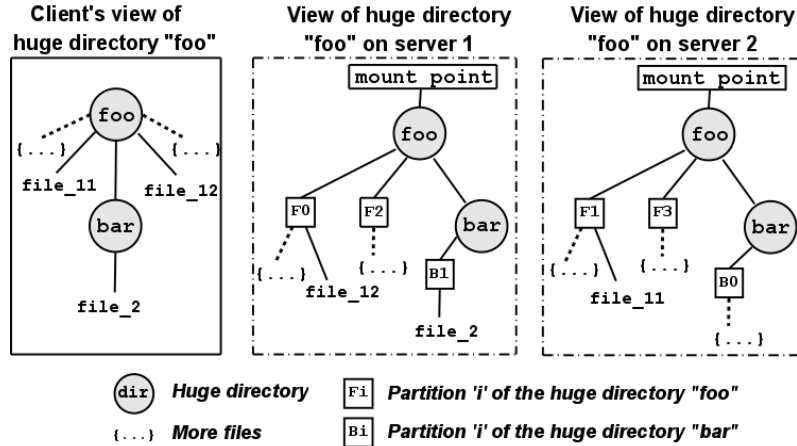 Client's view of
huge directory "foo"
foo
{...}
{...}
file_11
file_12
bar
file_2
View of huge directory
"foo" on server 1
mount point
foo
F0
F2
bar
{...}
{...}
file_12
B1
file_2
View of huge directory
"foo" on server 2
mount point
foo
F1
F3
bar
{...}
{...}
file_11
B0
{...}
dir
Huge directory
Fi
Partition 'i' of the huge directory "foo"
{...}
More files
Bi
Partition 'i' of the huge directory "bar"